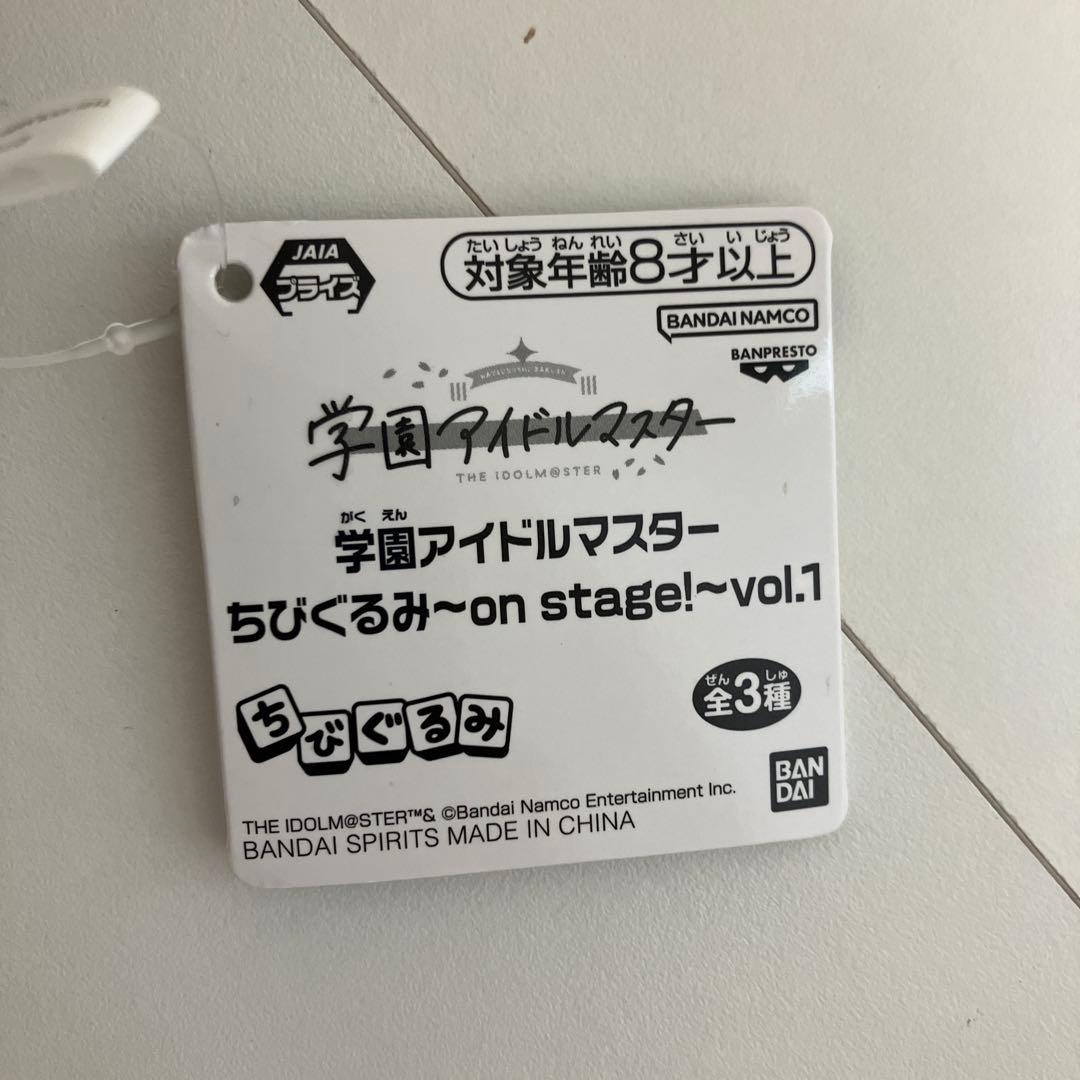 JAIA
プライズ
たいしょうねんれい さい い じょう
対象年齢8才以上
BANDAI NAMCO
BANPRESTO
学園アイドルマスター
THE IDOLM@STER
がく えん
学園アイドルマスター
ちびぐるみ～on stage!～vol.1
ぜん しゅ
全3種
ちびぐるみ
BAN
DAI
THE IDOLM@STER™& ©Bandai Namco Entertainment Inc.
BANDAI SPIRITS MADE IN CHINA